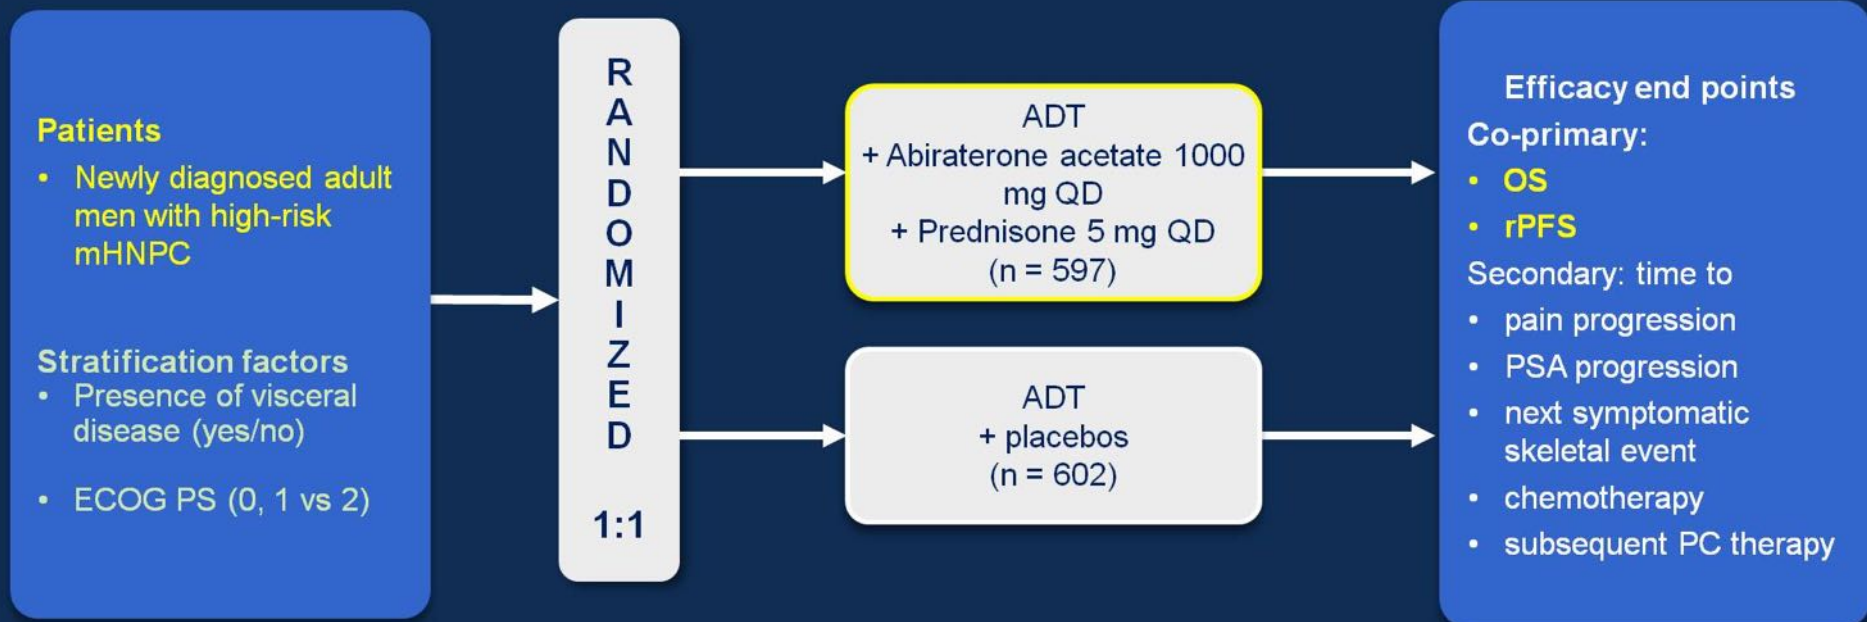 Patients
• Newly diagnosed adult
men with high-risk
mHNPC
Stratification factors
• Presence of visceral
disease (yes/no)
• ECOG PS (0, 1 vs 2)
R
A
N
D
O
M
I
Z
E
D
1:1
ADT
+ Abiraterone acetate 1000
mg QD
+ Prednisone 5 mg QD
(n = 597)
ADT
+ placebos
(n = 602)
Efficacy end points
Co-primary:
• OS
• rPFS
Secondary: time to
• pain progression
• PSA progression
• next symptomatic
skeletal event
• chemotherapy
• subsequent PC therapy